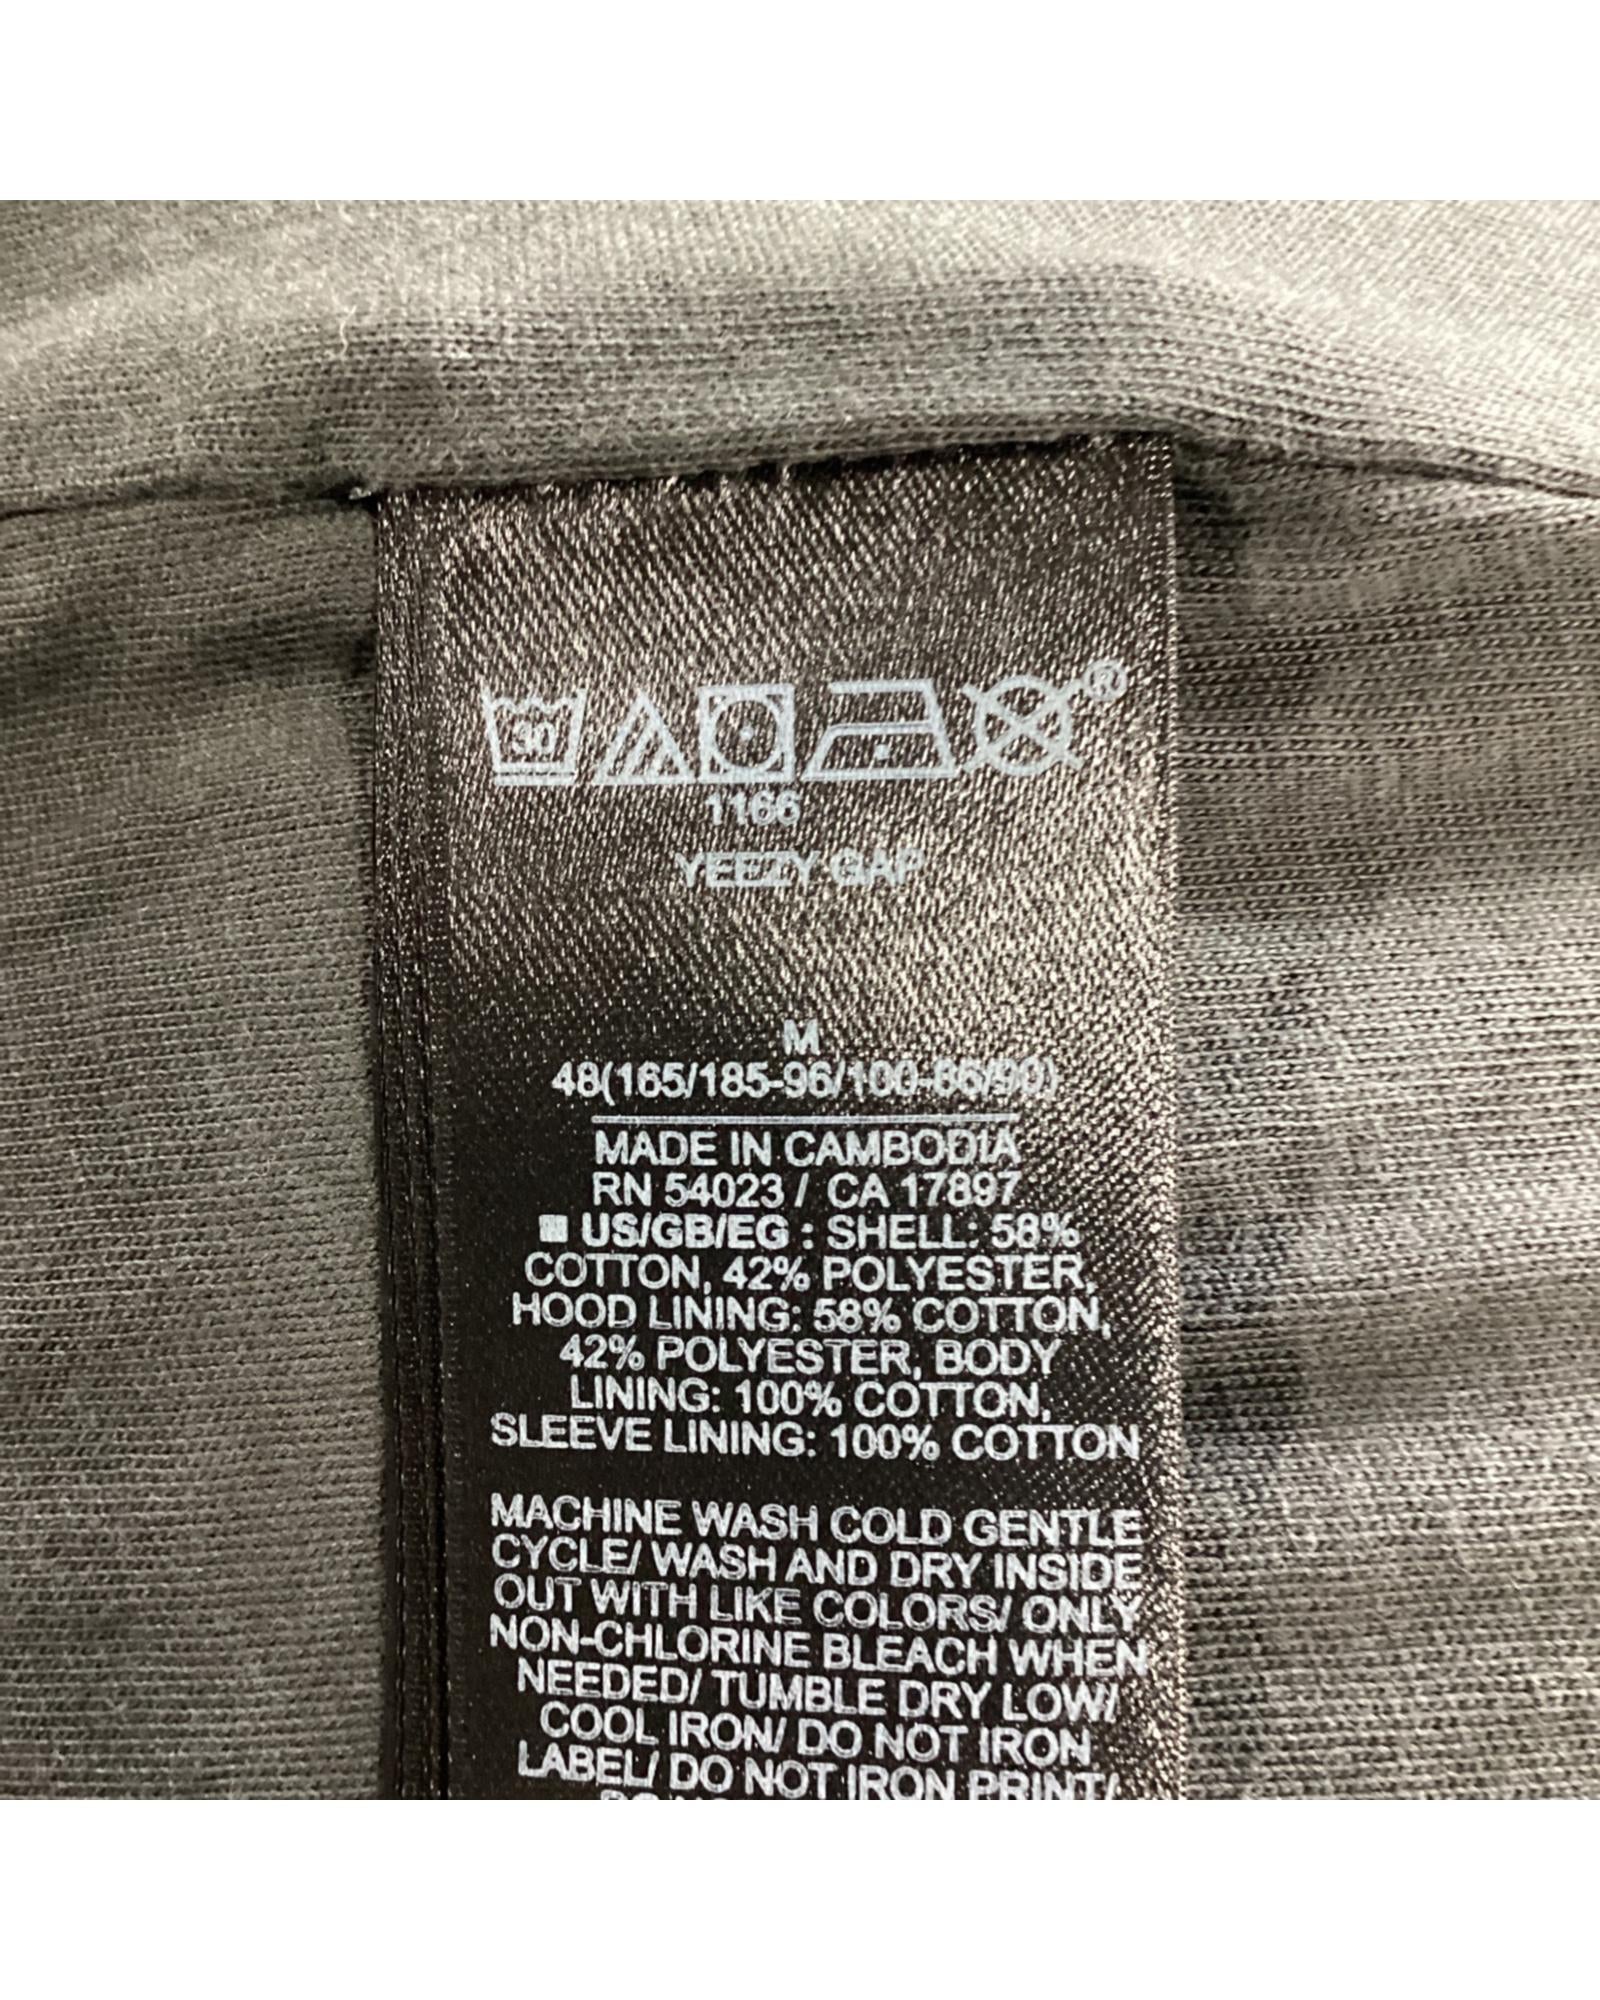 30
®
1166
YEEZY GAP
M
48(165/185-96/100-86/90)
MADE IN CAMBODIA
RN 54023 / CA 17897
■ US/GB/EG : SHELL: 58%
COTTON, 42% POLYESTER,
HOOD LINING: 58% COTTON,
42% POLYESTER, BODY
LINING: 100% COTTON,
SLEEVE LINING: 100% COTTON
MACHINE WASH COLD GENTLE
CYCLE/ WASH AND DRY INSIDE
OUT WITH LIKE COLORS/ ONLY
NON-CHLORINE BLEACH WHEN
NEEDED/ TUMBLE DRY LOW/
COOL IRON/ DO NOT IRON
LABEL/ DO NOT IRON PRINT/